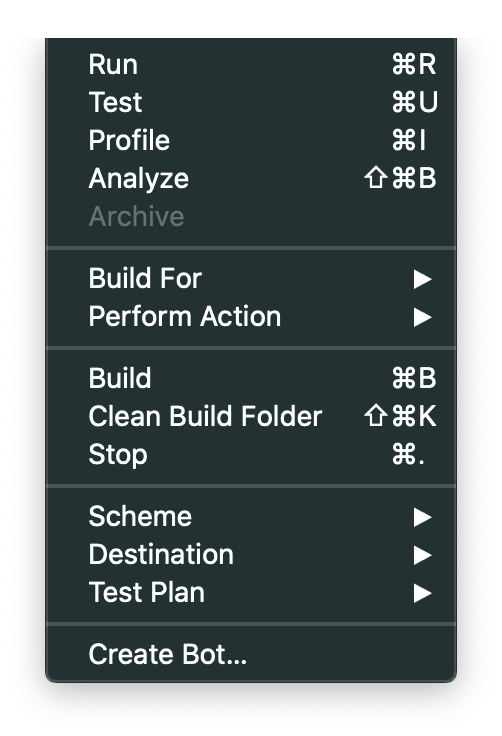 Run ⌘R
Test ⌘U
Profile ⌘I
Analyze ⇧⌘B
Archive
Build For ▶
Perform Action ▶
Build ⌘B
Clean Build Folder ⇧⌘K
Stop ⌘.
Scheme ▶
Destination ▶
Test Plan ▶
Create Bot...